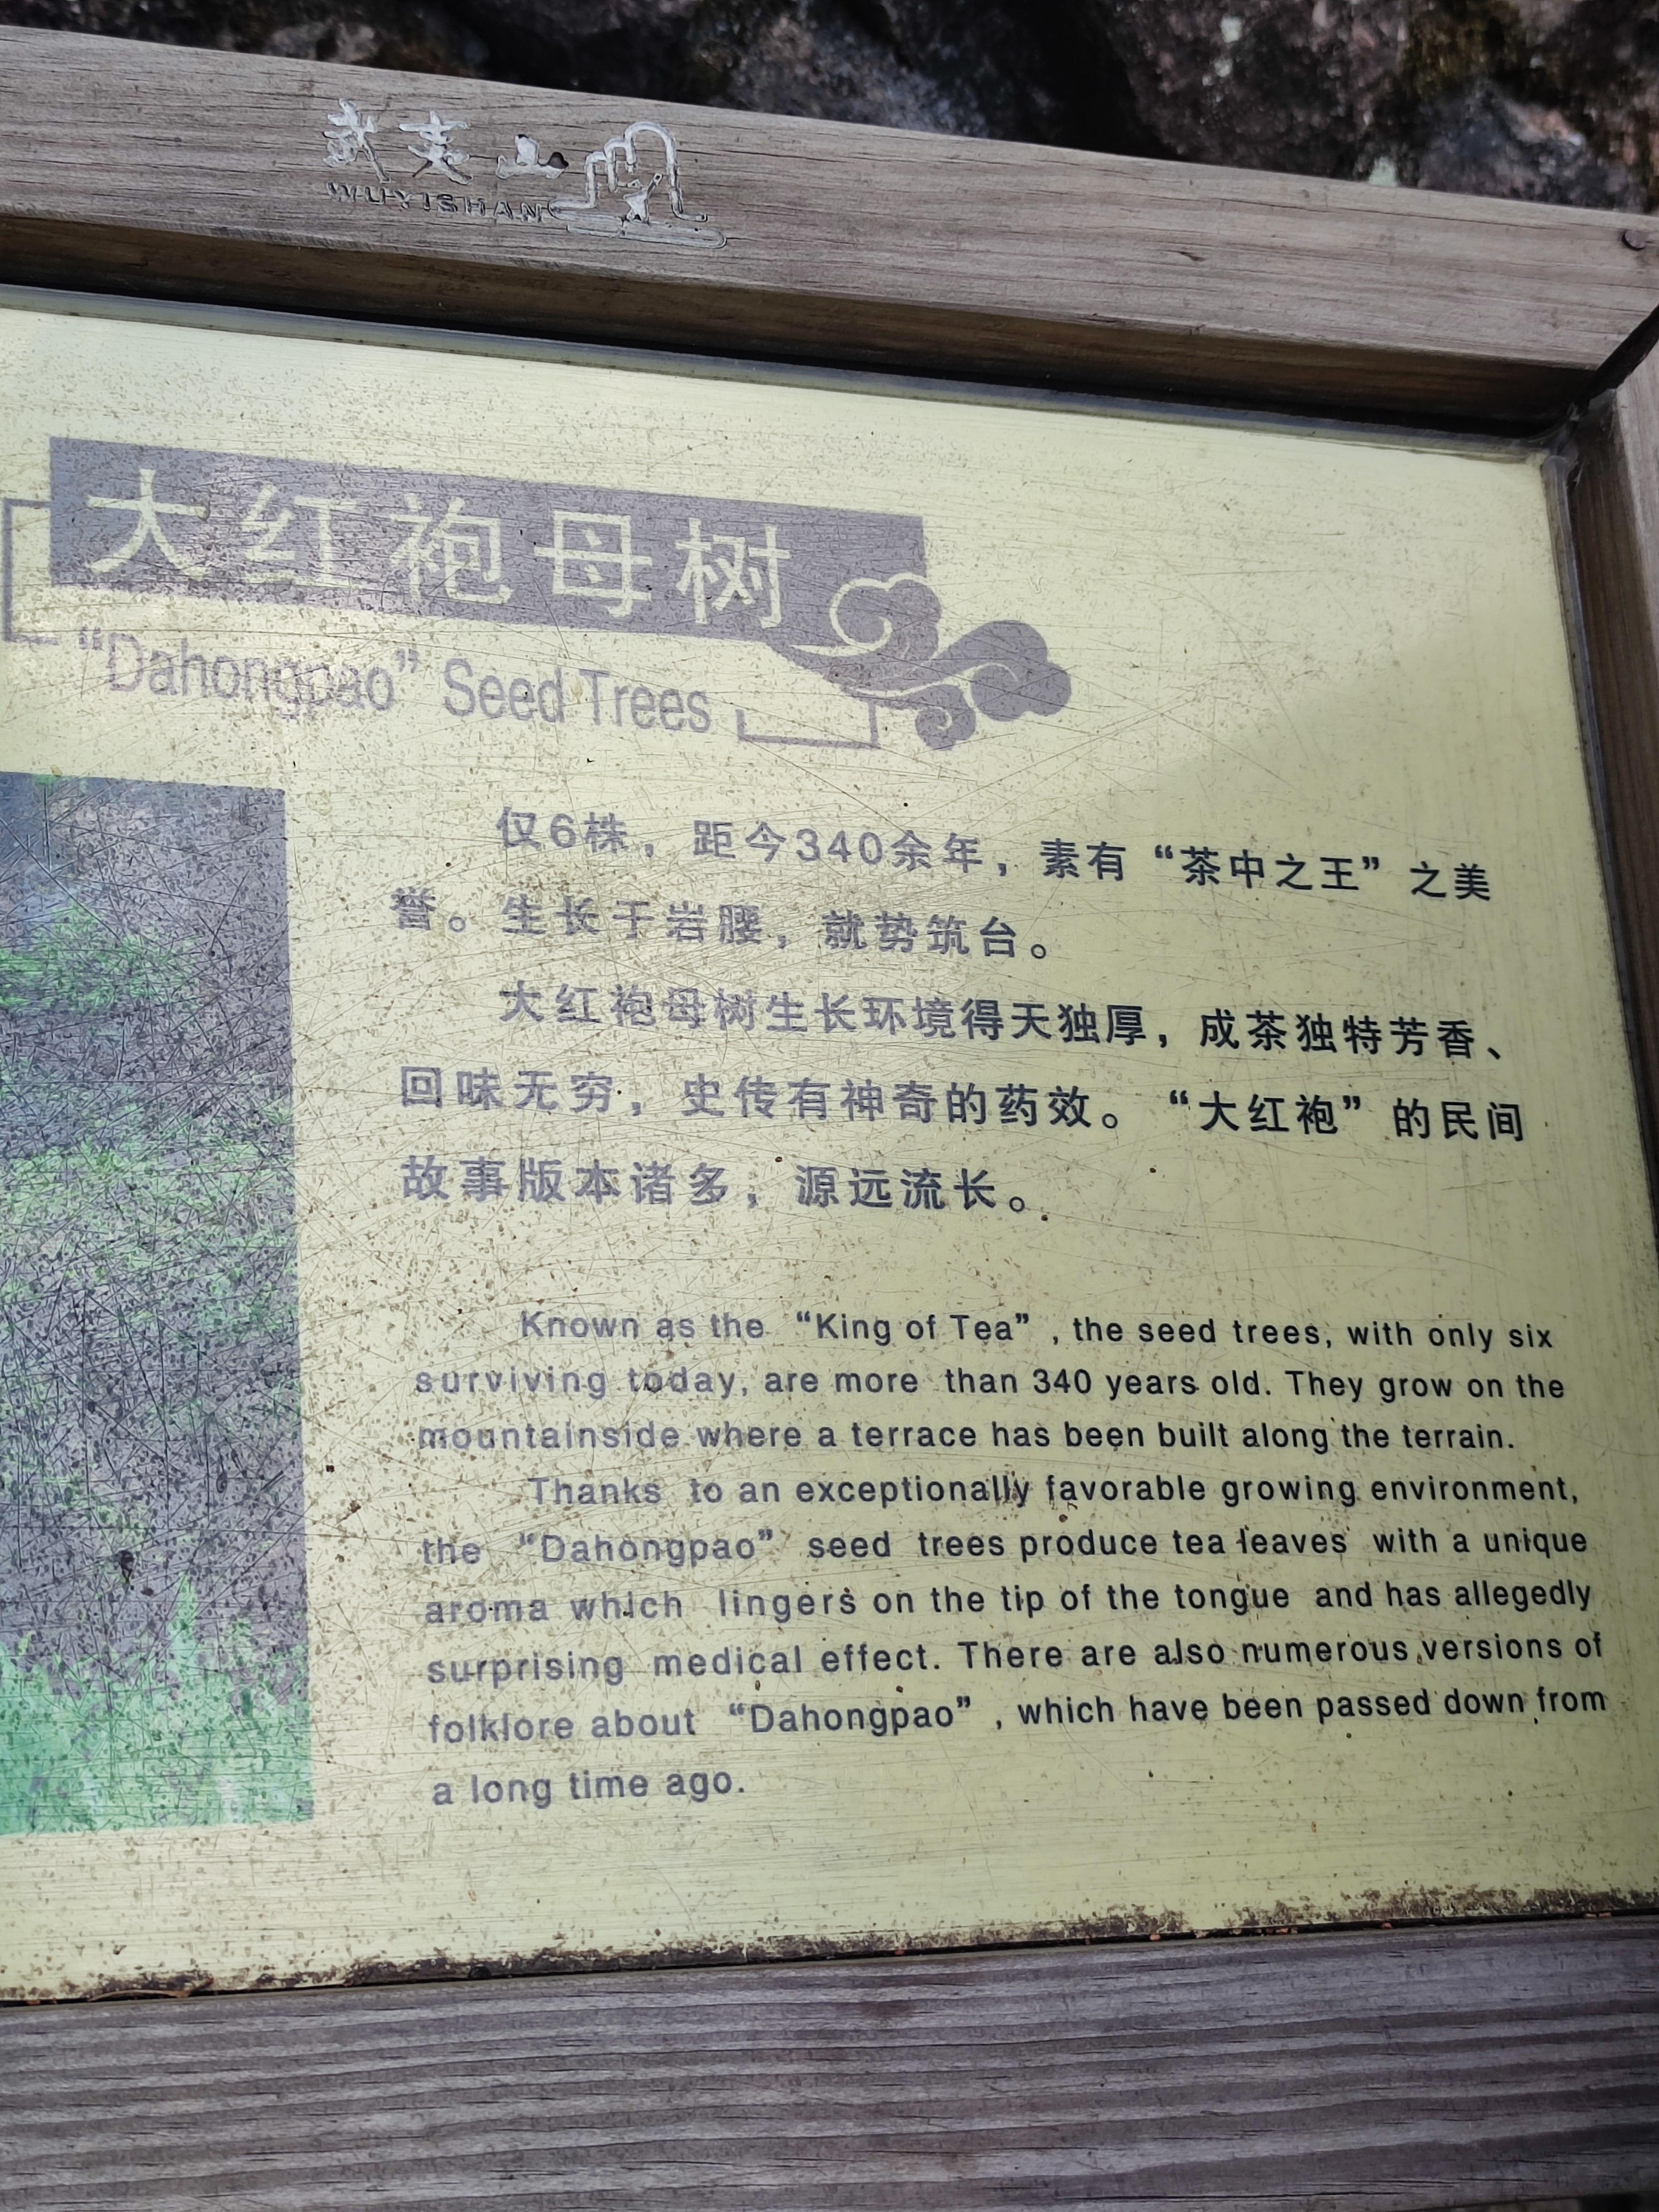 武夷山
WUYISHAN
大红袍母树
“Dahongpao” Seed Trees
仅6株，距今340余年，素有“茶中之王”之美
誉。生长于岩腰，就势筑台。
大红袍母树生长环境得天独厚，成茶独特芳香、
回味无穷，史传有神奇的药效。“大红袍”的民间
故事版本诸多，源远流长。
Known as the “King of Tea”, the seed trees, with only six
surviving today, are more than 340 years old. They grow on the
mountainside where a terrace has been built along the terrain.
Thanks to an exceptionally favorable growing environment,
the “Dahongpao” seed trees produce tea leaves with a unique
aroma which lingers on the tip of the tongue and has allegedly
surprising medical effect. There are also numerous versions of
folklore about “Dahongpao”, which have been passed down from
a long time ago.